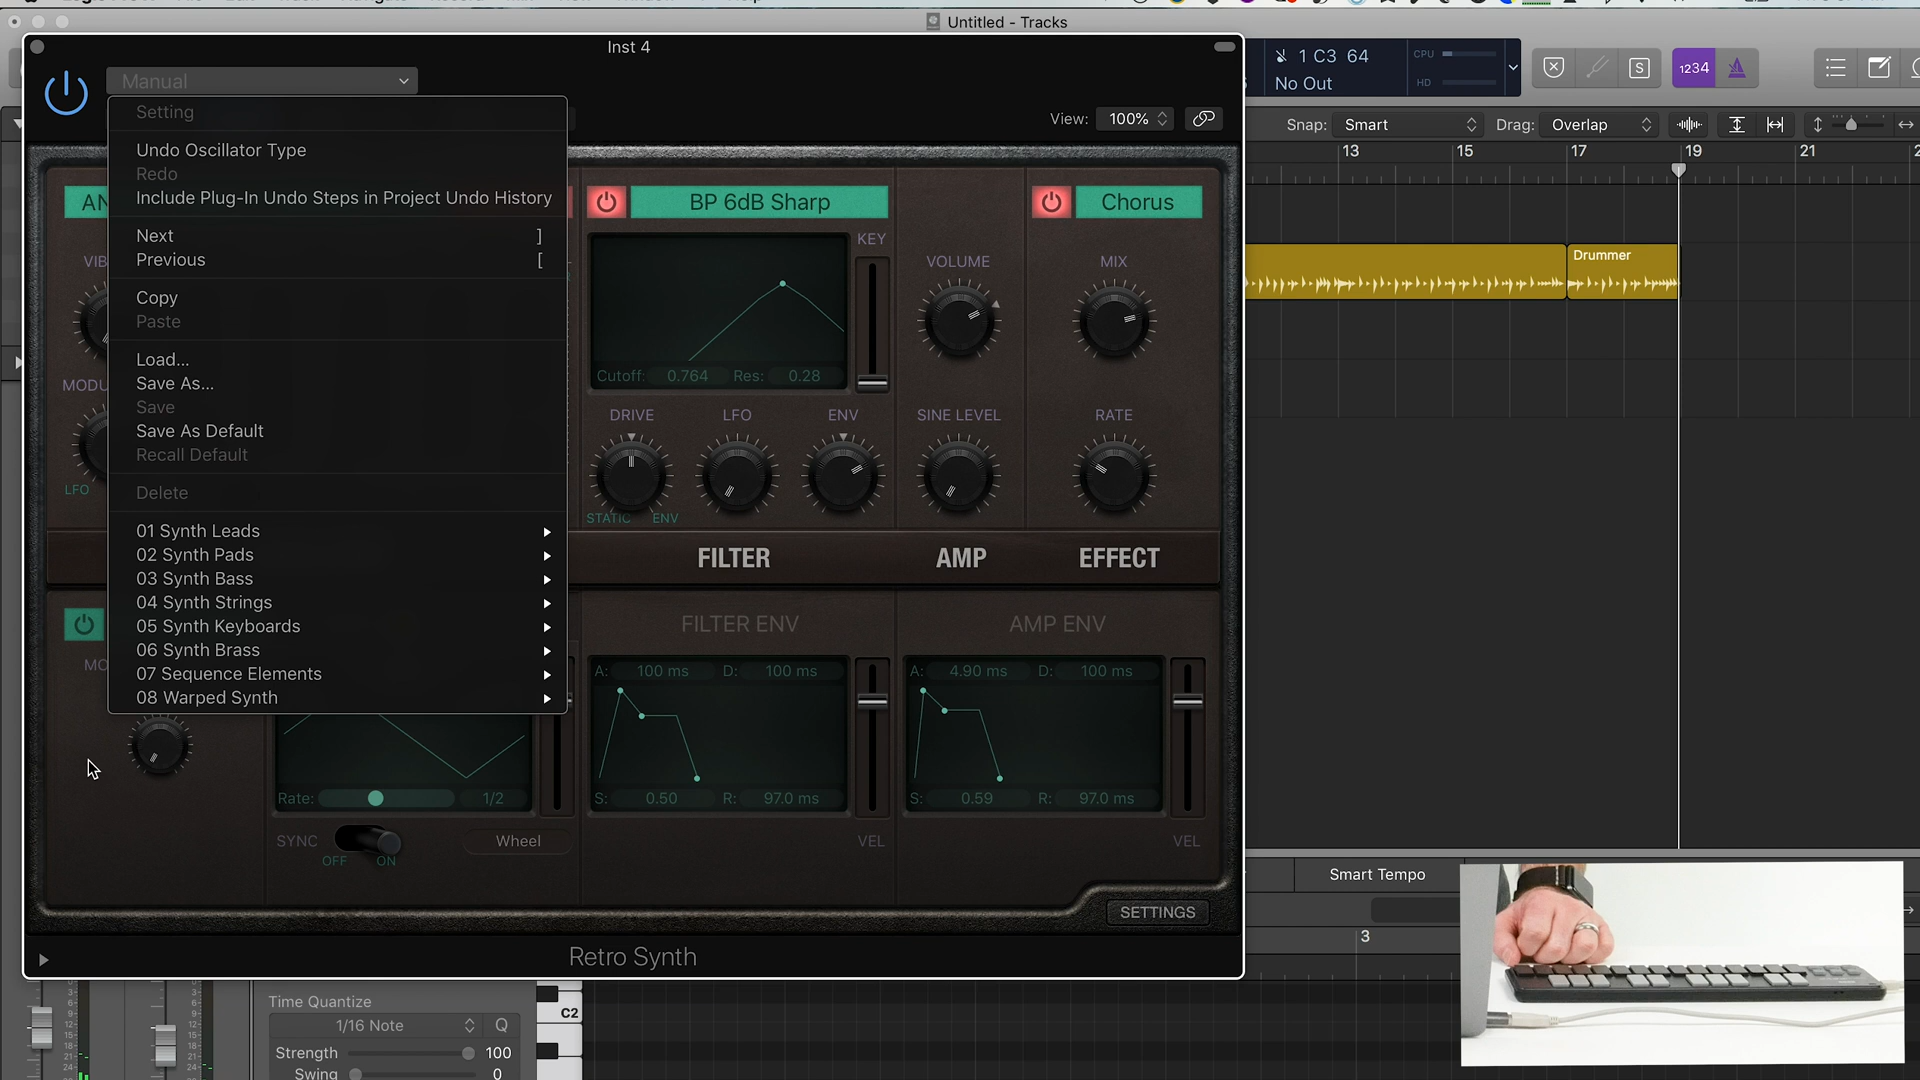 Untitled - Tracks
Inst 4
Manual
1 C3 64
No Out
CPU
HD
S
1234
Setting
Undo Oscillator Type
Redo
Include Plug-In Undo Steps in Project Undo History
Next ]
Previous [
Copy
Paste
Load...
Save As...
Save
Save As Default
Recall Default
Delete
01 Synth Leads
02 Synth Pads
03 Synth Bass
04 Synth Strings
05 Synth Keyboards
06 Synth Brass
07 Sequence Elements
08 Warped Synth
View: 100%
Snap: Smart
Drag: Overlap
13 15 17 19 21
BP 6dB Sharp
Chorus
KEY
VOLUME
MIX
Cutoff: 0.764 Res: 0.28
DRIVE LFO ENV
SINE LEVEL
RATE
STATIC ENV
LFO
FILTER
AMP
EFFECT
FILTER ENV
AMP ENV
A: 100 ms D: 100 ms
S: 0.50 R: 97.0 ms
A: 4.90 ms D: 100 ms
S: 0.59 R: 97.0 ms
Rate: 1/2
SYNC
OFF ON
Wheel
VEL
VEL
SETTINGS
Retro Synth
Drummer
Smart Tempo
3
Time Quantize
1/16 Note
Q
Strength 100
Swing 0
C2